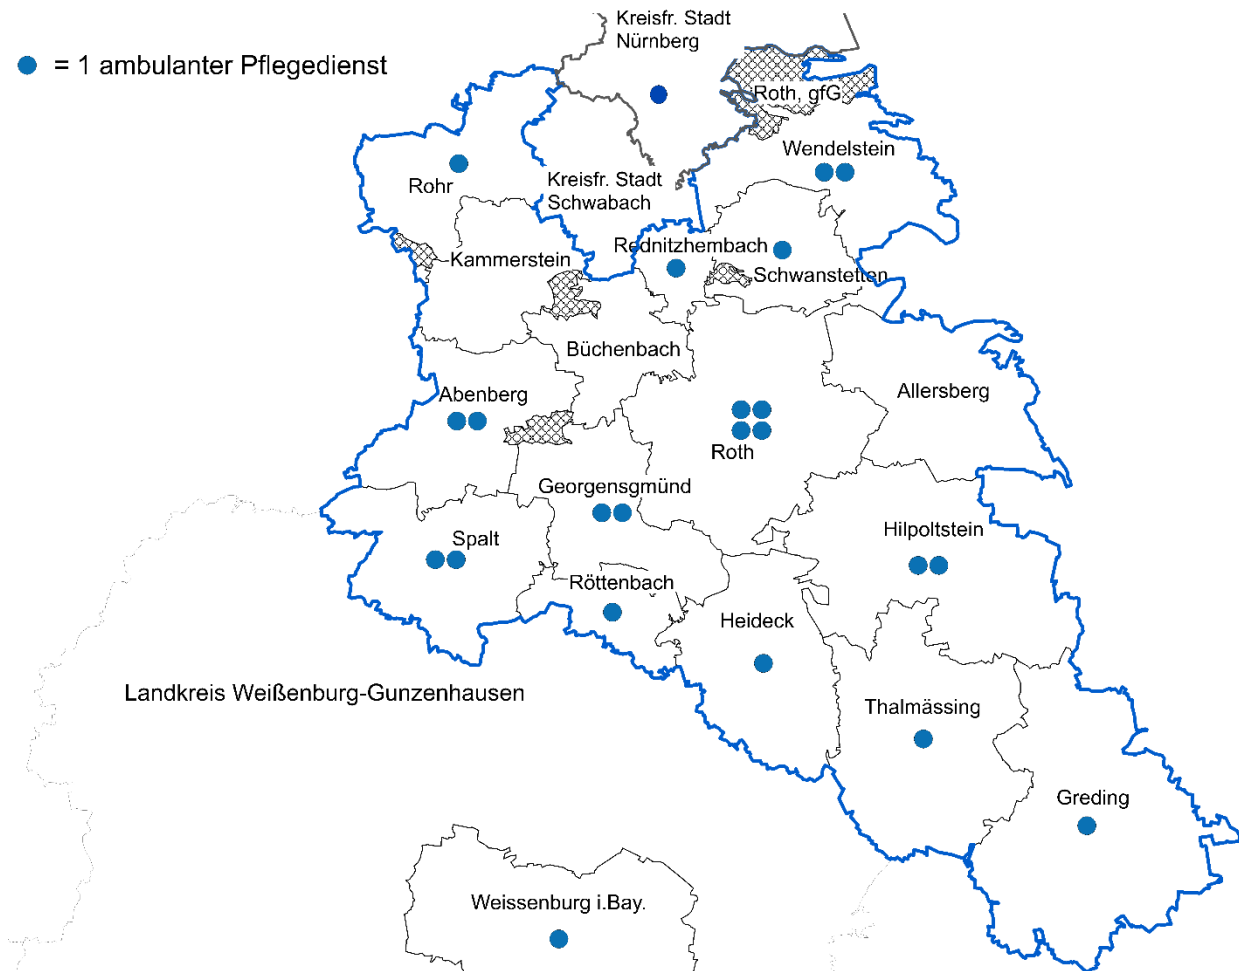 Kreisfr. Stadt
Nürnberg
= 1 ambulanter Pflegedienst
Roth, gfG
Wendelstein
Rohr
Kreisfr. Stadt
Schwabach
Rednitzhembach
Kammerstein
Schwanstetten
Büchenbach
Abenberg
Allersberg
Roth
Georgensgmünd
Spalt
Hilpoltstein
Röttenbach
Heideck
Landkreis Weißenburg-Gunzenhausen
Thalmässing
Greding
Weissenburg i.Bay.